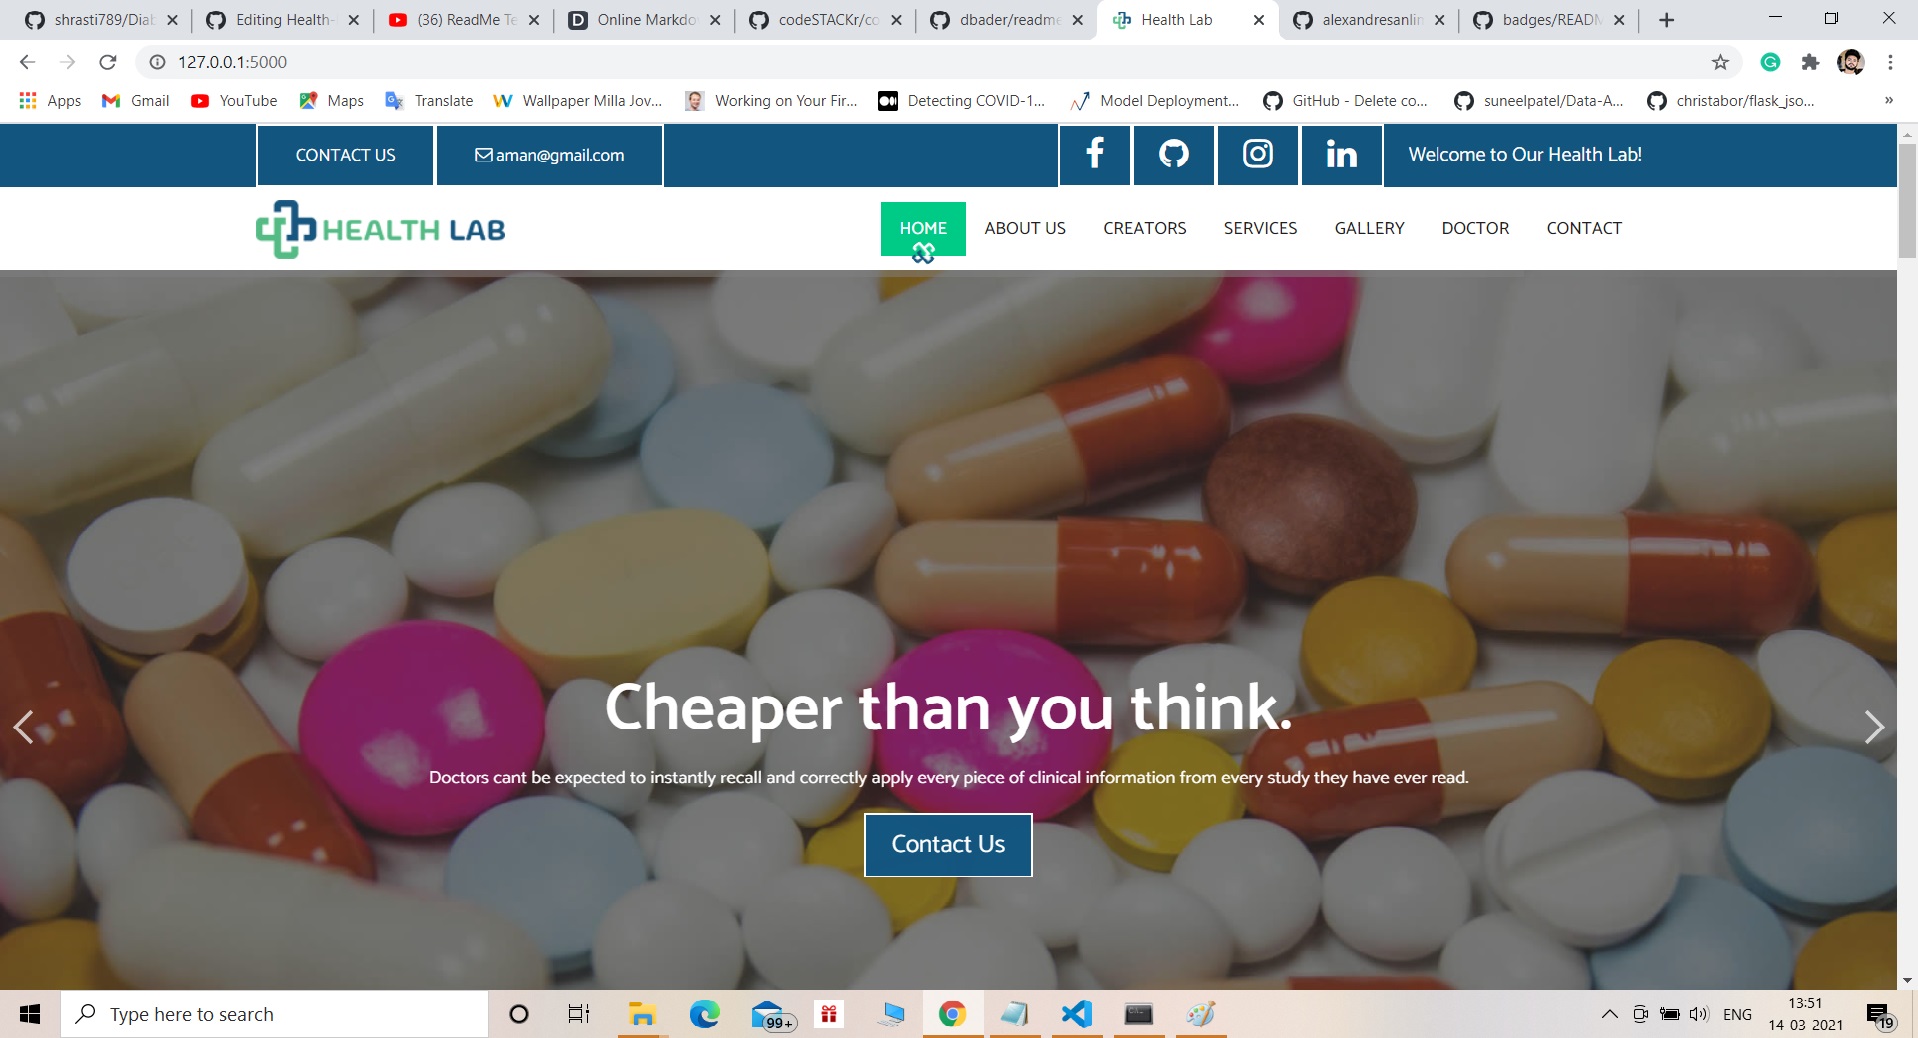 shrasti789/Diab
Editing Health-
(36) ReadMe Te
Online Markdo
codeSTACKr/co
dbader/readme
Health Lab
alexandresanlim
badges/READM
127.0.0.1:5000
Apps
Gmail
YouTube
Maps
Translate
Wallpaper Milla Jov...
Working on Your Fir...
Detecting COVID-1...
Model Deployment...
GitHub - Delete co...
suneelpatel/Data-A...
christabor/flask_jso...
»
CONTACT US
aman@gmail.com
Welcome to Our Health Lab!
HEALTH LAB
HOME
ABOUT US
CREATORS
SERVICES
GALLERY
DOCTOR
CONTACT
Cheaper than you think.
Doctors cant be expected to instantly recall and correctly apply every piece of clinical information from every study they have ever read.
Contact Us
Type here to search
99+
ENG
13:51
14-03-2021
19